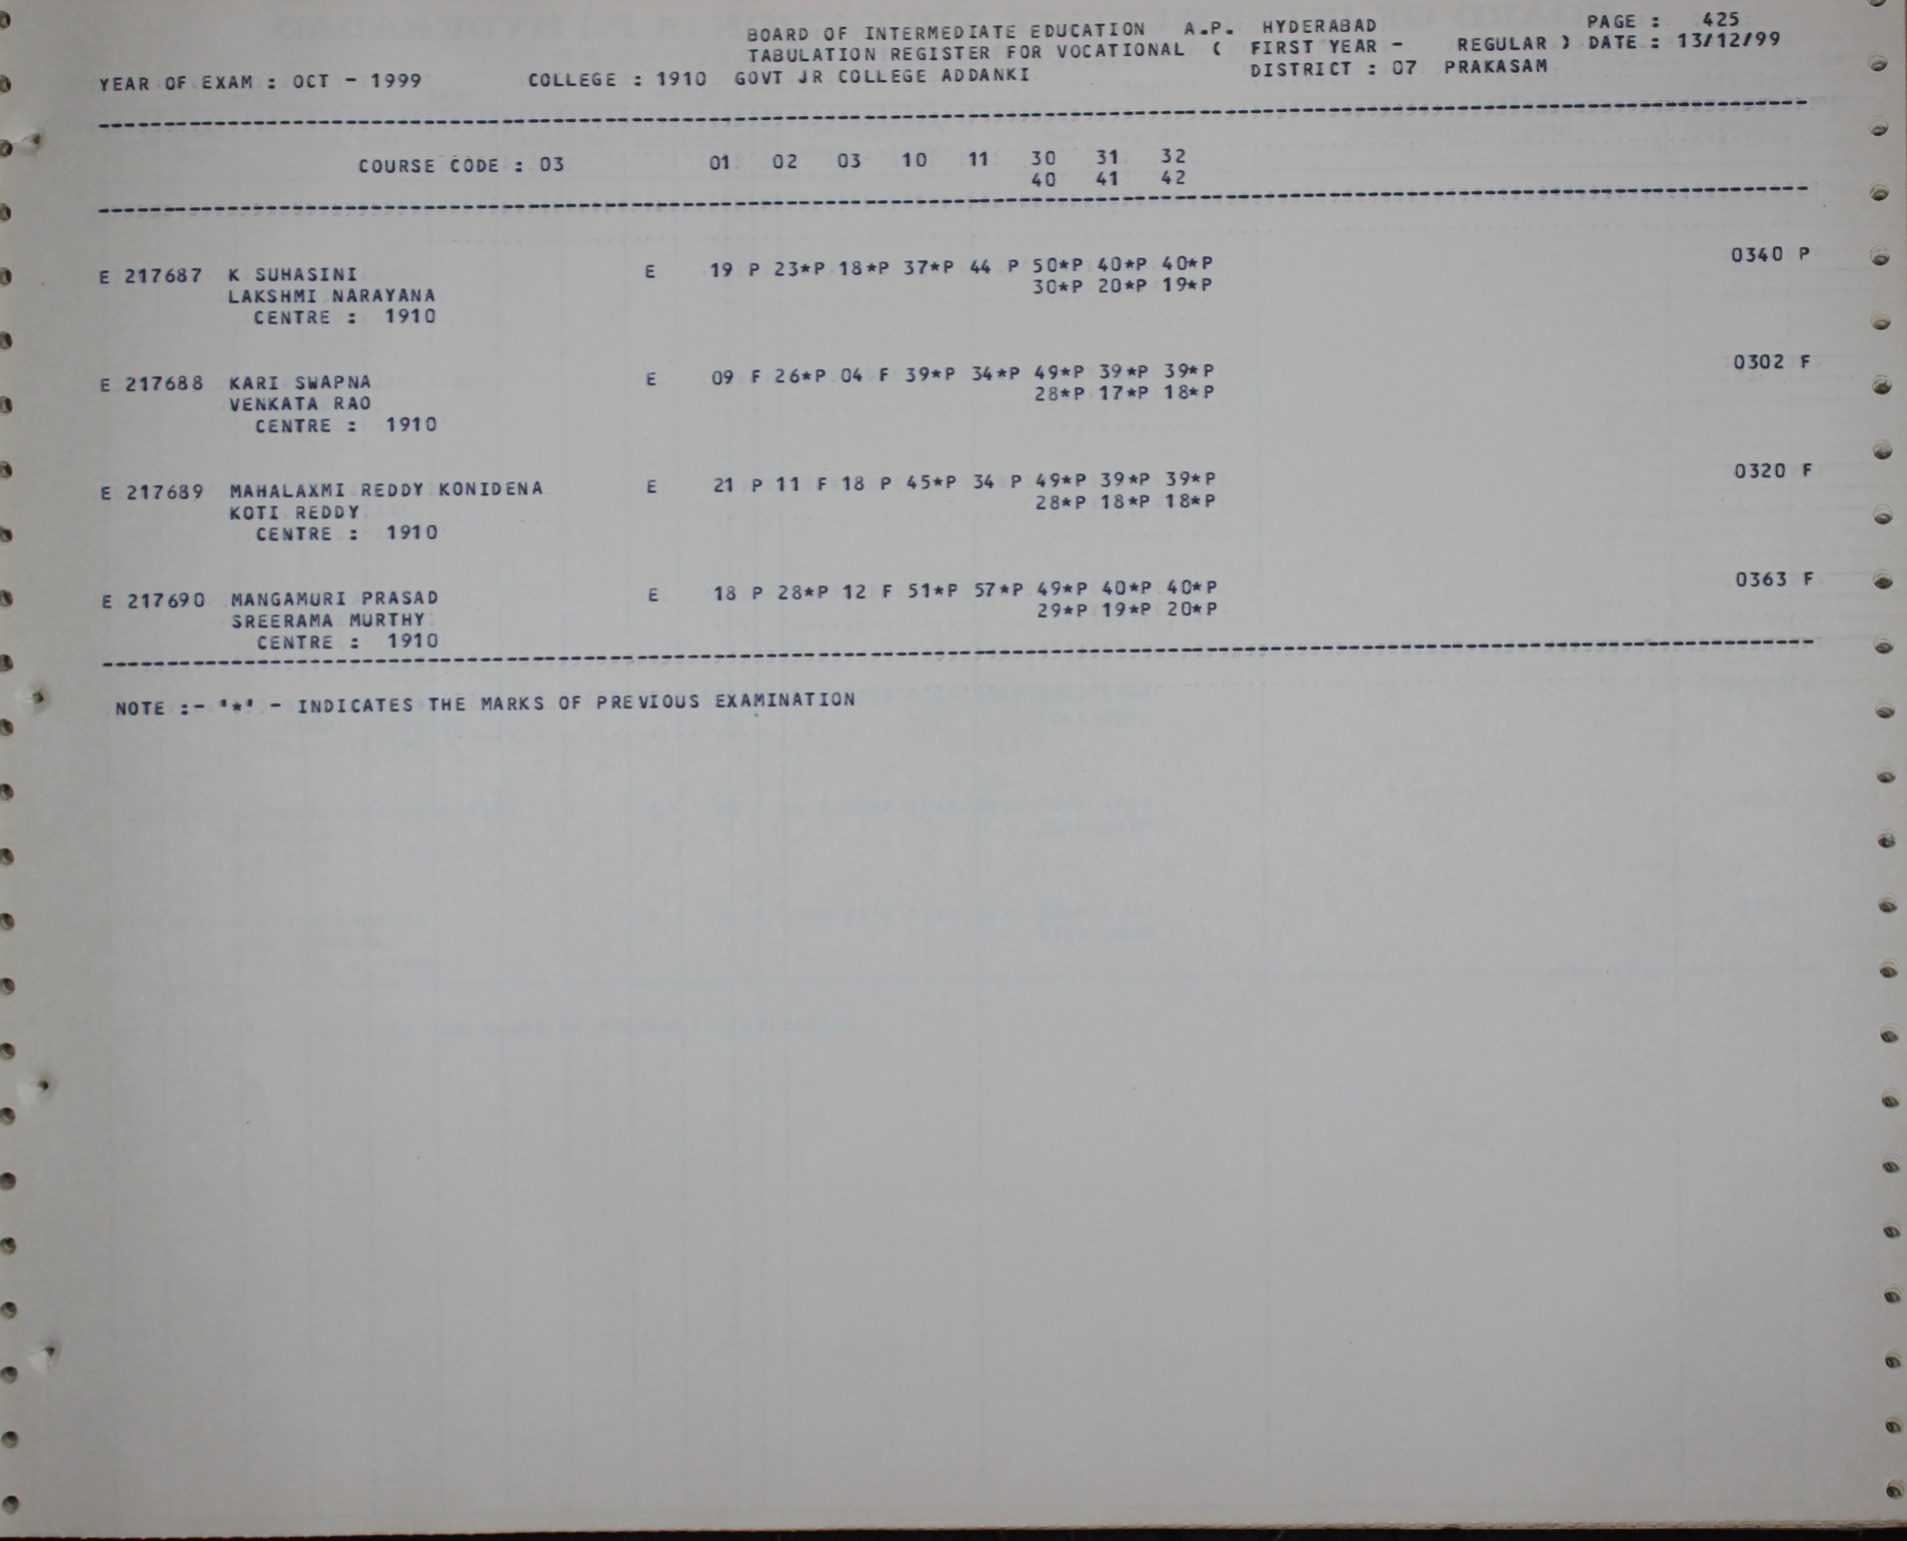 BOARD OF INTERMEDIATE EDUCATION A.P. HYDERABAD PAGE : 425
TABULATION REGISTER FOR VOCATIONAL ( FIRST YEAR - REGULAR ) DATE : 13/12/99
YEAR OF EXAM : OCT - 1999 COLLEGE : 1910 GOVT JR COLLEGE ADDANKI DISTRICT : 07 PRAKASAM
COURSE CODE : 03 01 02 03 10 11 30 31 32
40 41 42
E 217687 K SUHASINI E 19 P 23*P 18*P 37*P 44 P 50*P 40*P 40*P 0340 P
LAKSHMI NARAYANA 30*P 20*P 19*P
CENTRE : 1910
E 217688 KARI SWAPNA E 09 F 26*P 04 F 39*P 34*P 49*P 39*P 39*P 0302 F
VENKATA RAO 28*P 17*P 18*P
CENTRE : 1910
E 217689 MAHALAXMI REDDY KONIDENA E 21 P 11 F 18 P 45*P 34 P 49*P 39*P 39*P 0320 F
KOTI REDDY 28*P 18*P 18*P
CENTRE : 1910
E 217690 MANGAMURI PRASAD E 18 P 28*P 12 F 51*P 57*P 49*P 40*P 40*P 0363 F
SREERAMA MURTHY 29*P 19*P 20*P
CENTRE : 1910
NOTE :- '*' - INDICATES THE MARKS OF PREVIOUS EXAMINATION